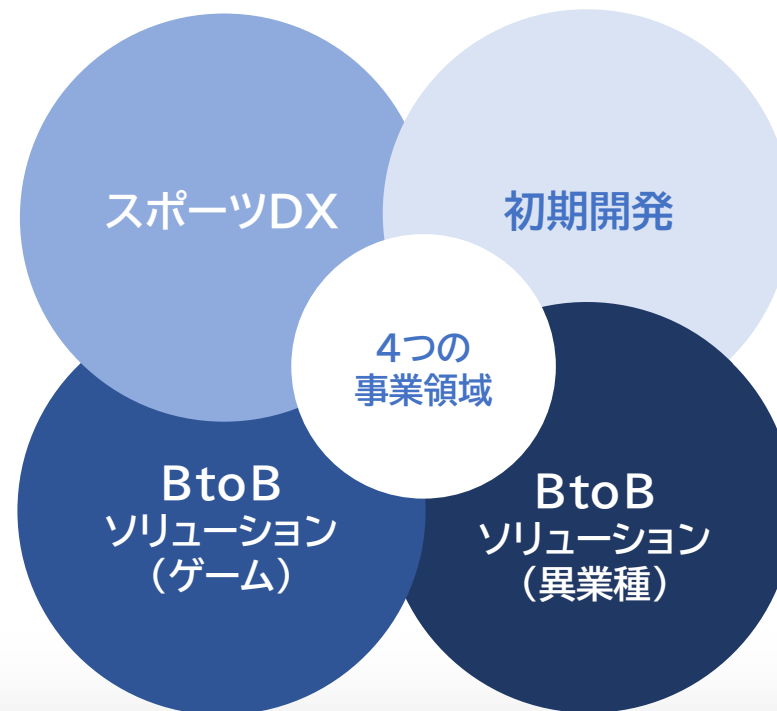 スポーツDX
初期開発
4つの
事業領域
BtoB
ソリューション
（ゲーム）
BtoB
ソリューション
（異業種）